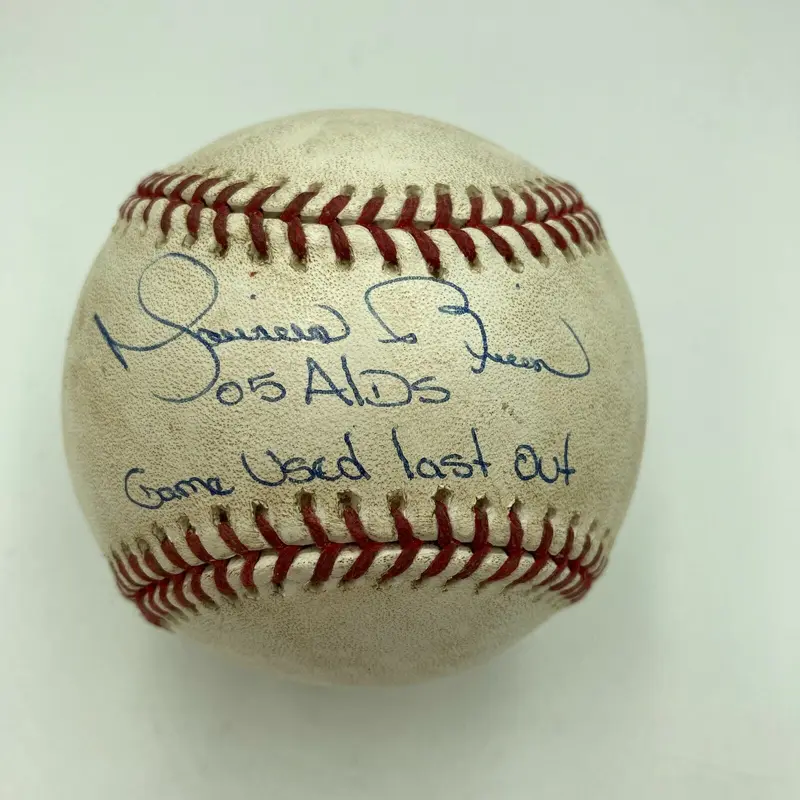 Mariano Rivera
05 ALDS
Game Used last out